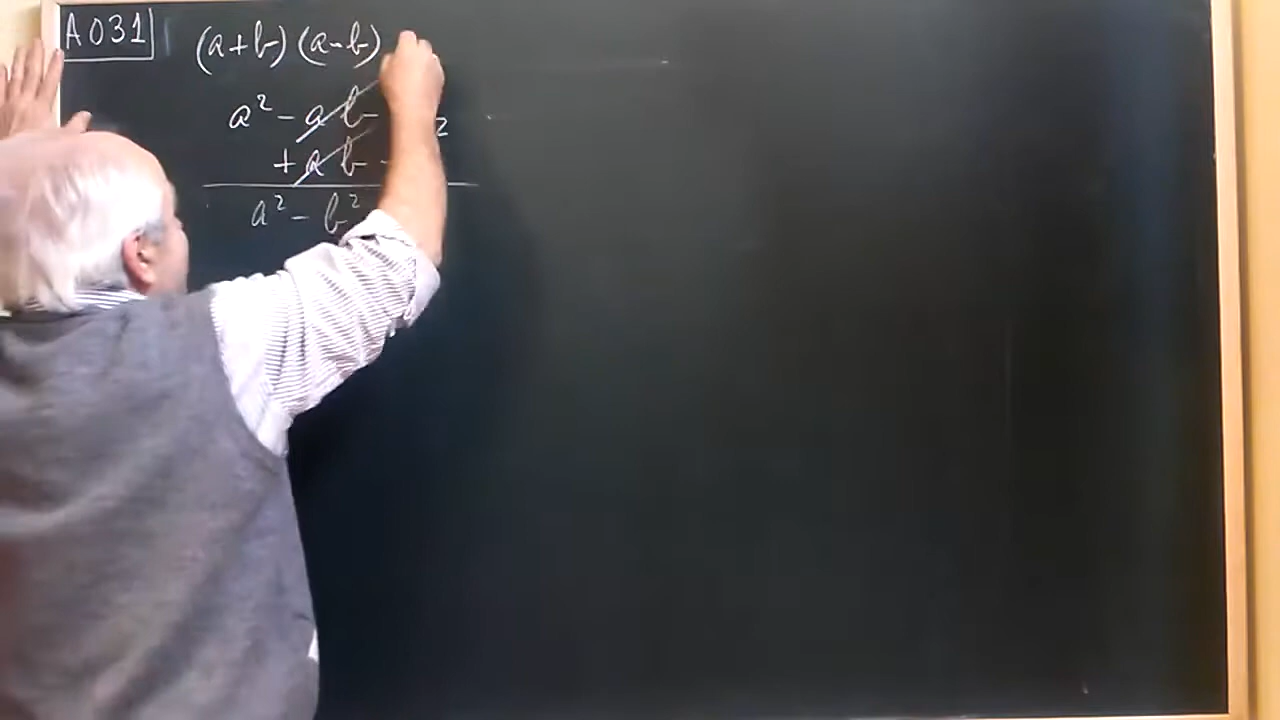 A031
(a+b)(a-b)
a² - ab
+ ab -
a² - b²